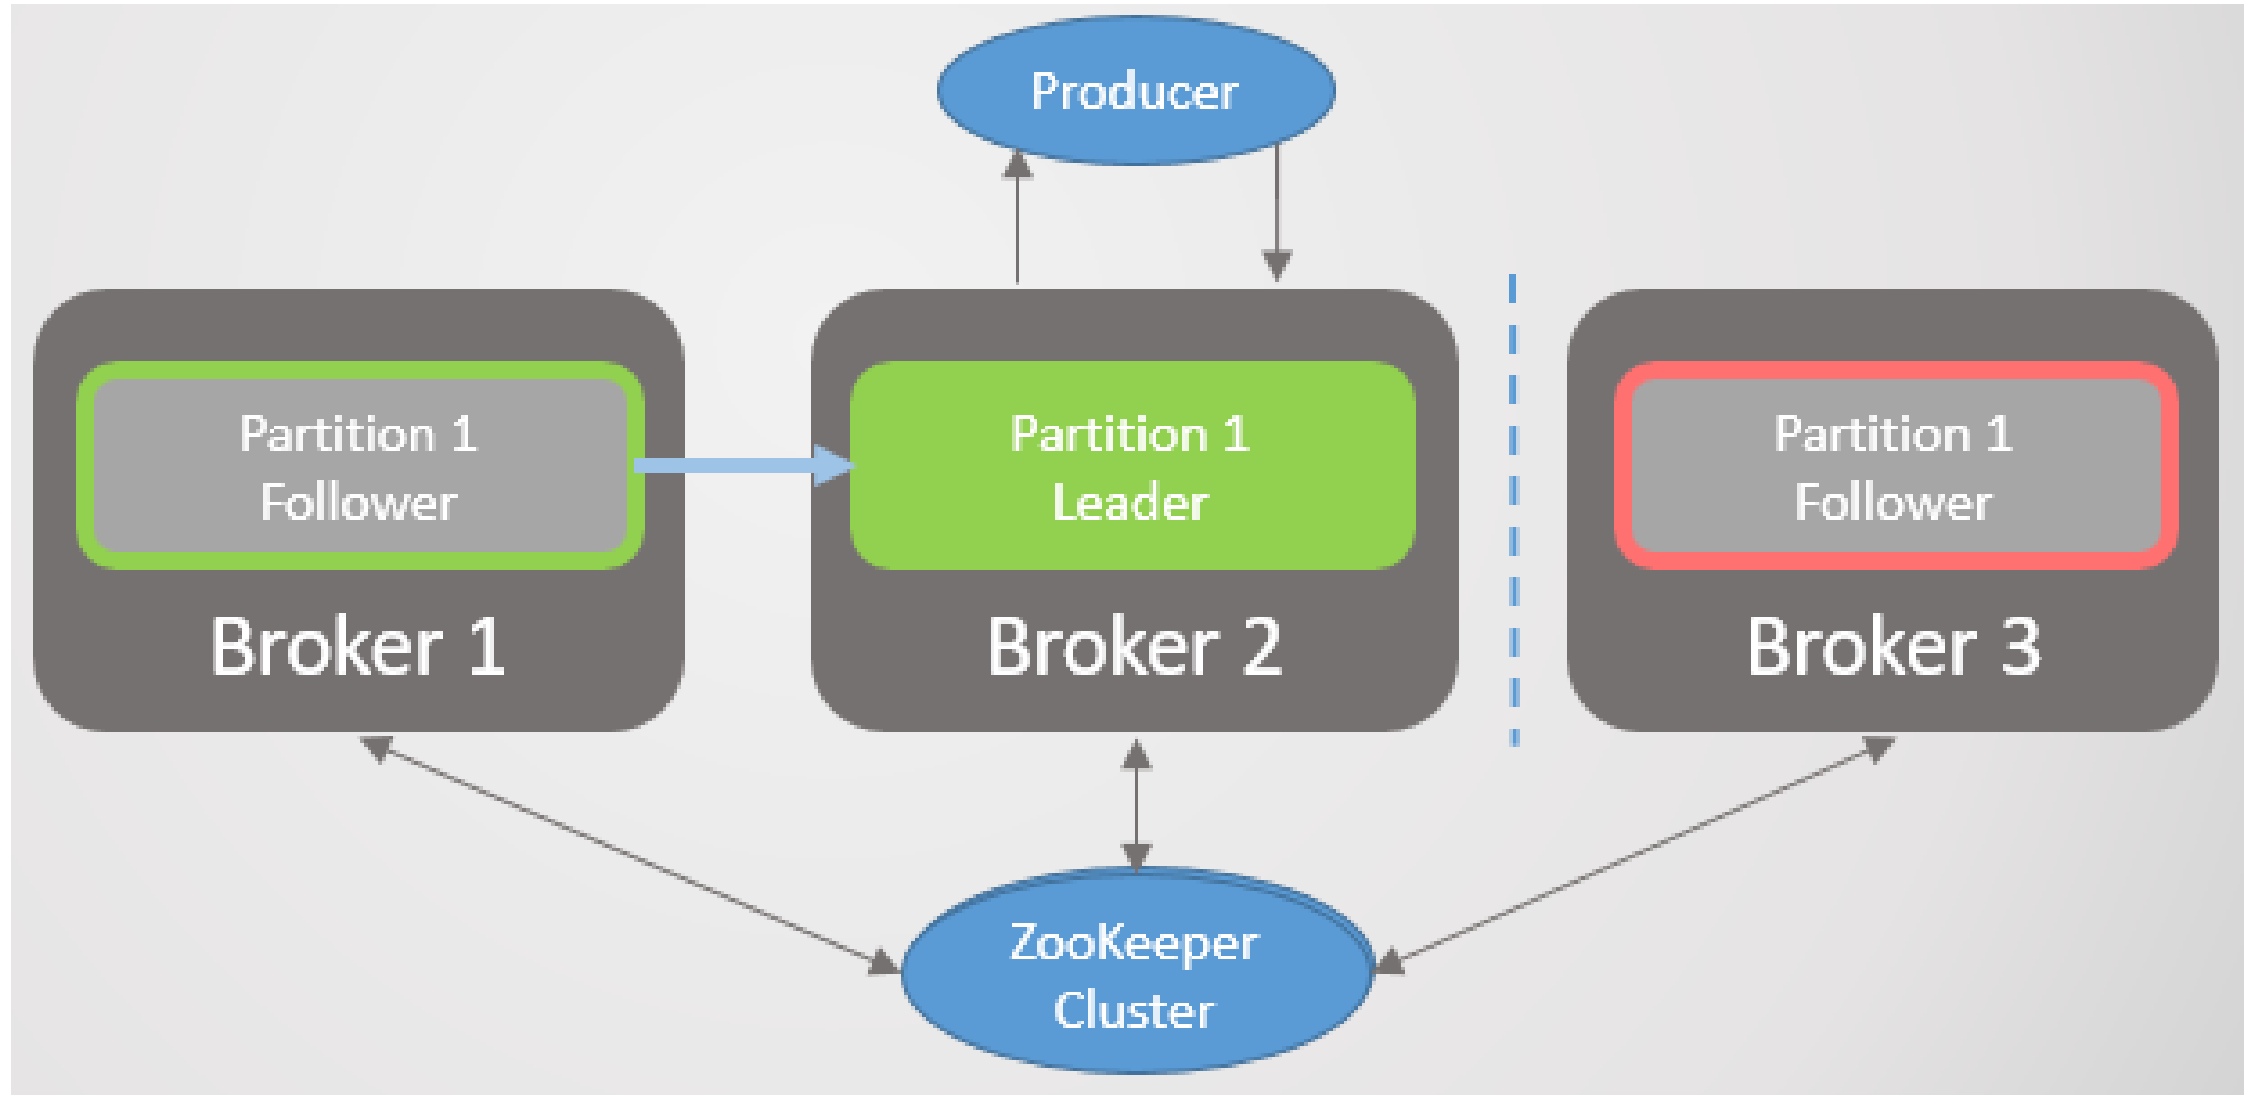 Producer
Partition 1
Follower
Broker 1
Partition 1
Leader
Broker 2
Partition 1
Follower
Broker 3
ZooKeeper
Cluster